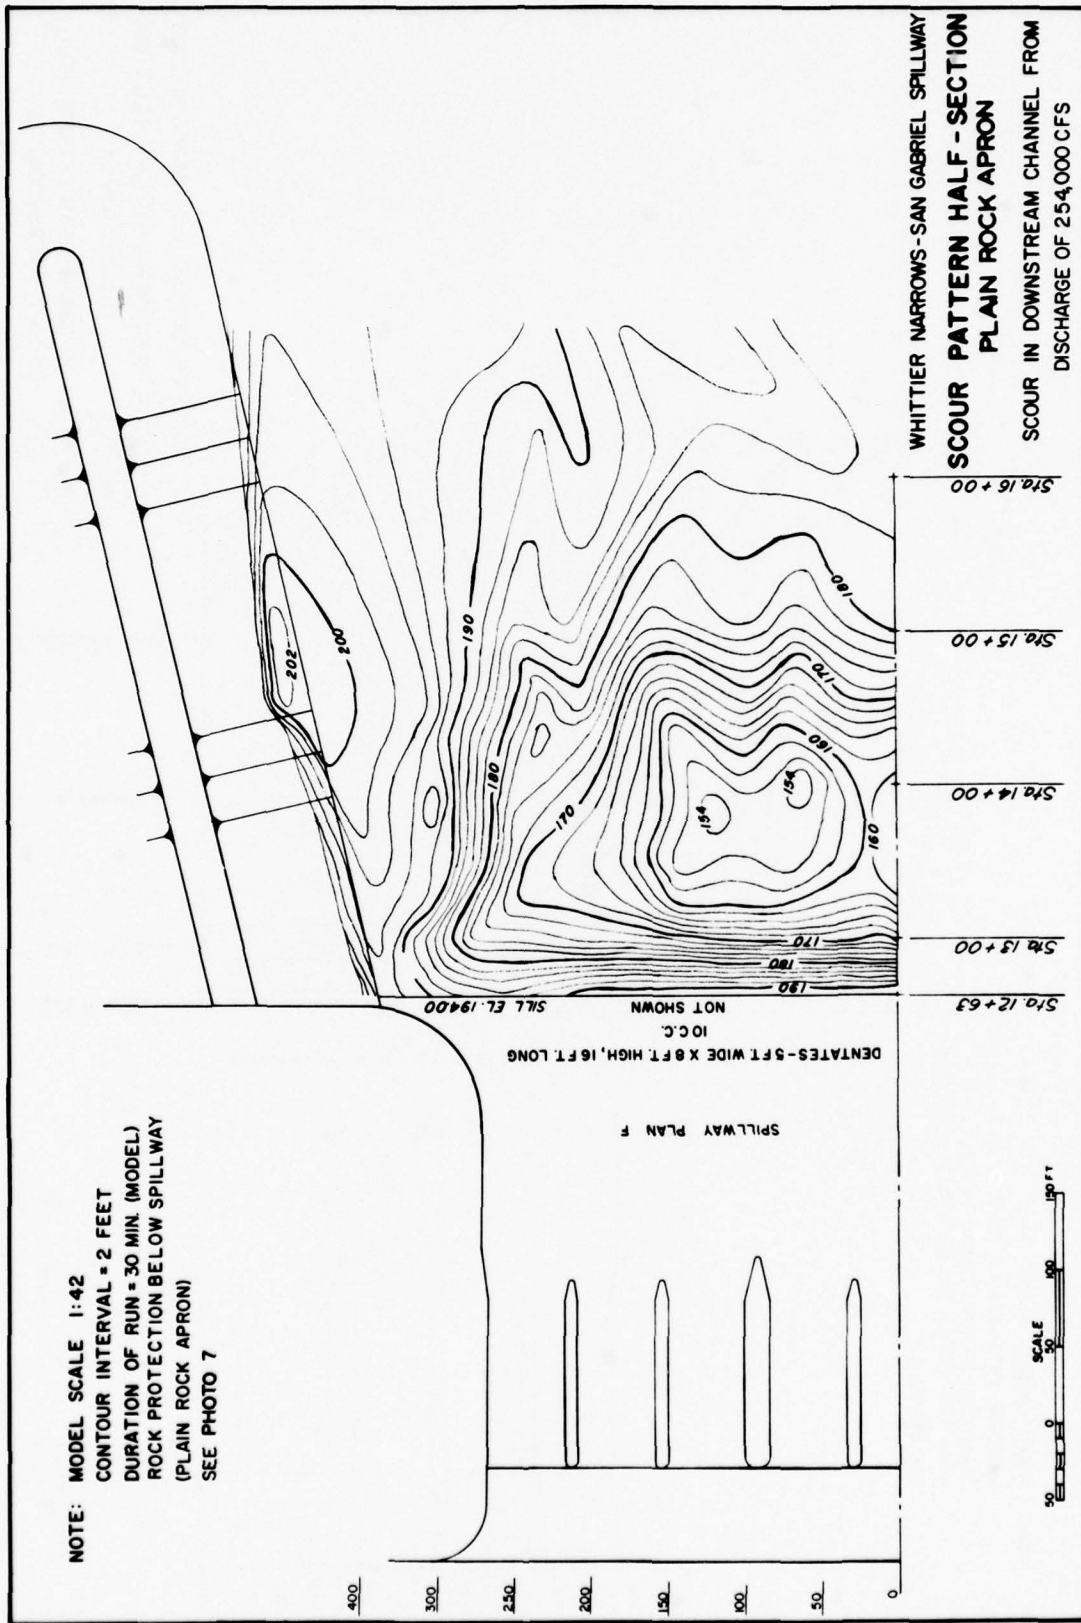 NOTE: MODEL SCALE 1:42
CONTOUR INTERVAL = 2 FEET
DURATION OF RUN = 30 MIN. (MODEL)
ROCK PROTECTION BELOW SPILLWAY
(PLAIN ROCK APRON)
SEE PHOTO 7
400
300
250
200
150
100
50
0
SPILLWAY PLAN F
DENTATES-5 FT. WIDE X 8 FT. HIGH, 16 FT. LONG
10 C.C.
NOT SHOWN
SILL EL. 194.00
202
200
190
180
170
154
154
160
160
170
180
170
180
190
Sta. 12+63
Sta. 13+00
Sta. 14+00
Sta. 15+00
Sta. 16+00
SCALE
50 0 50 100 150 FT
WHITTIER NARROWS-SAN GABRIEL SPILLWAY
SCOUR PATTERN HALF-SECTION
PLAIN ROCK APRON
SCOUR IN DOWNSTREAM CHANNEL FROM
DISCHARGE OF 254,000 CFS